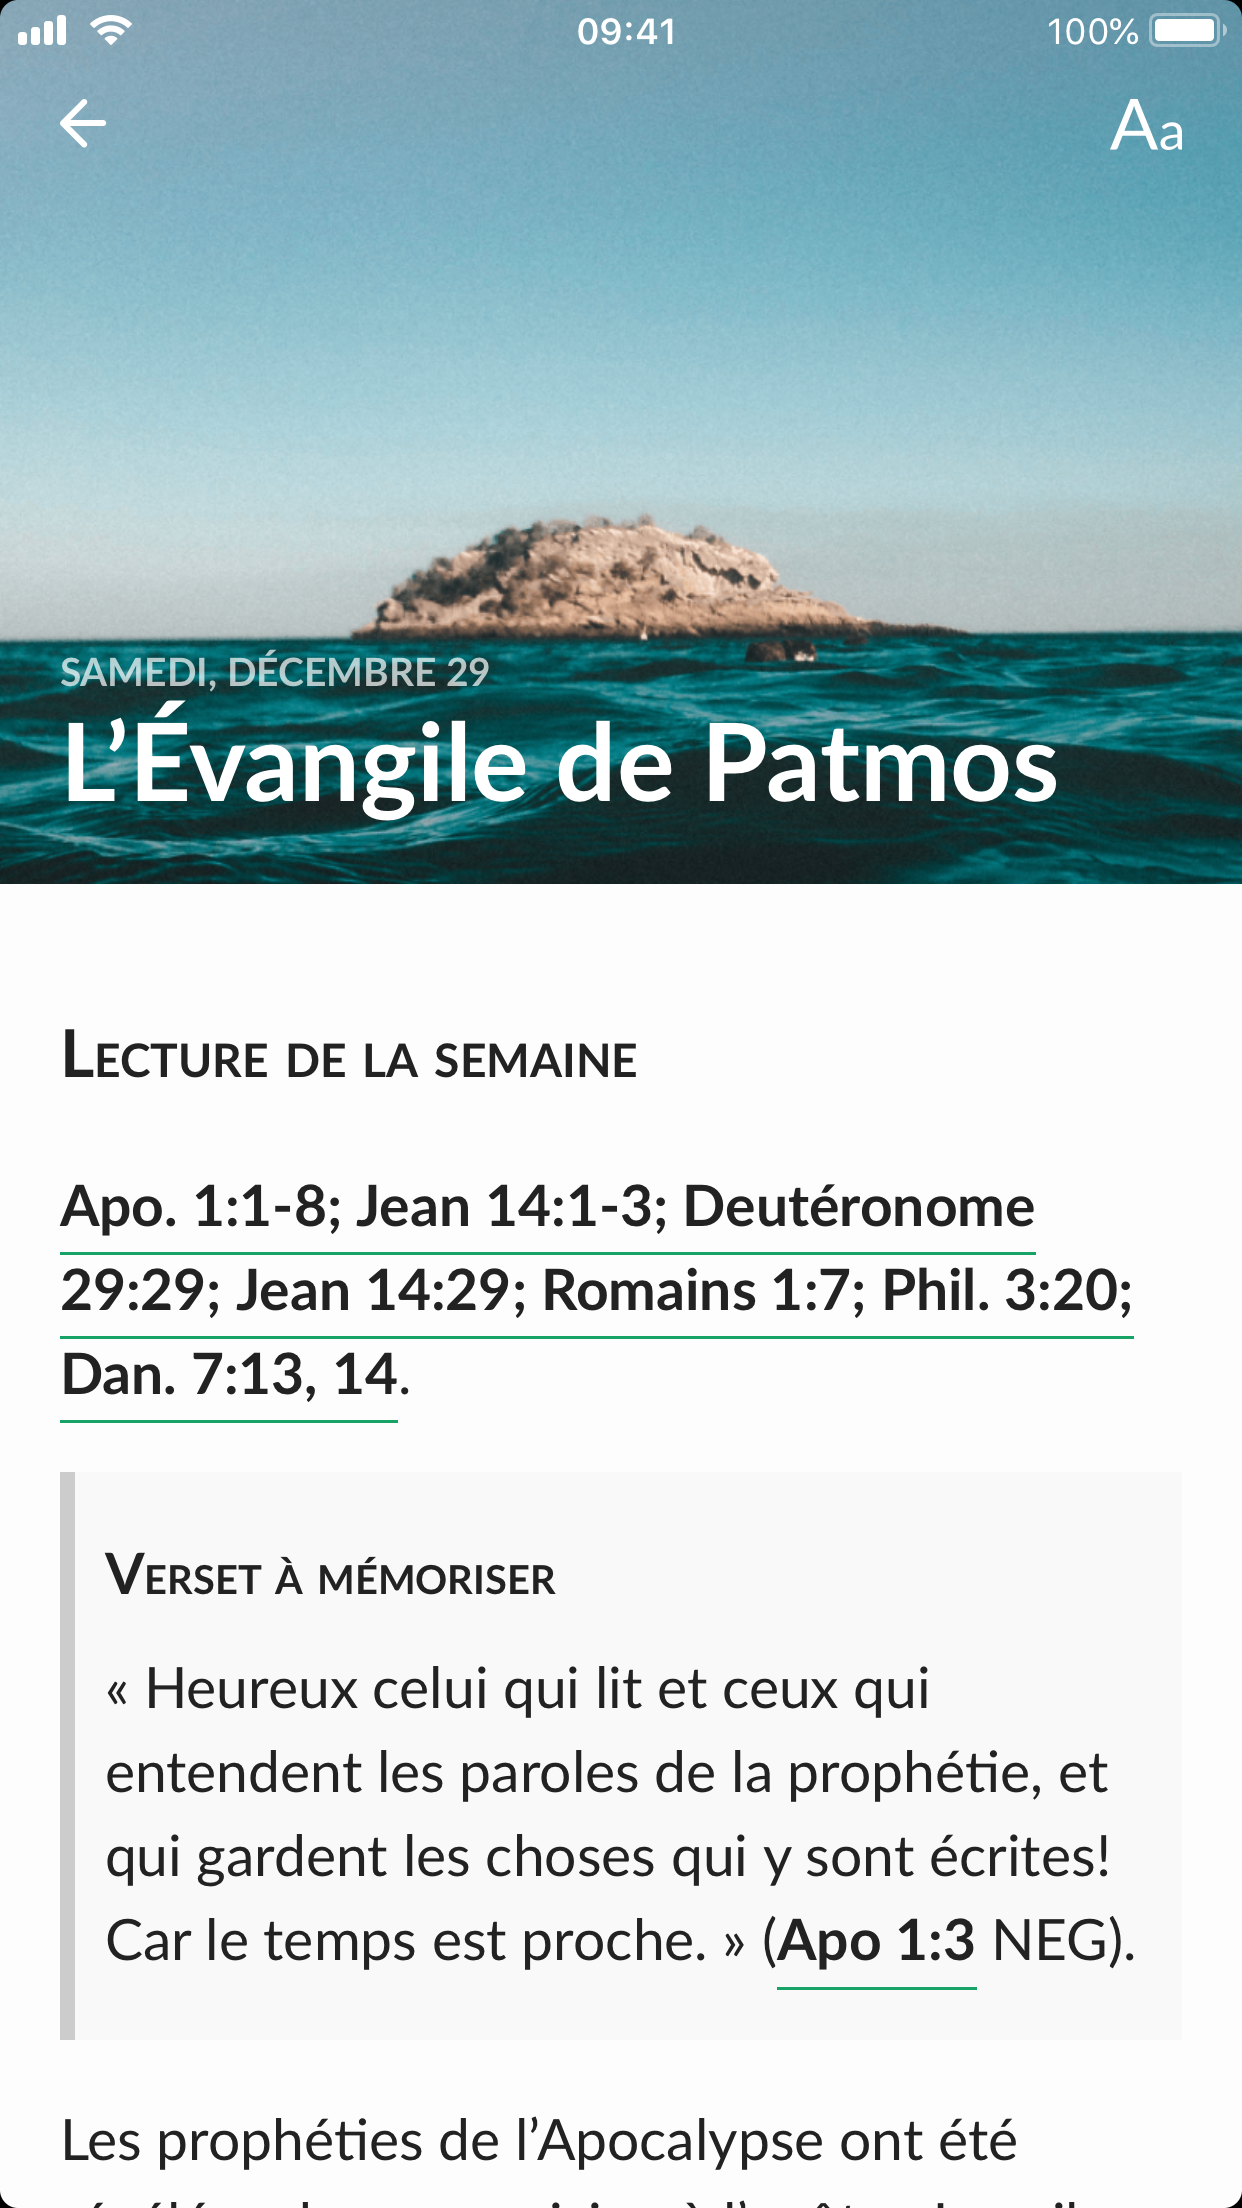 09:41
100%
Aa
SAMEDI, DÉCEMBRE 29
L’Évangile de Patmos
Lecture de la semaine
Apo. 1:1-8; Jean 14:1-3; Deutéronome
29:29; Jean 14:29; Romains 1:7; Phil. 3:20;
Dan. 7:13, 14.
Verset à mémoriser
« Heureux celui qui lit et ceux qui
entendent les paroles de la prophétie, et
qui gardent les choses qui y sont écrites!
Car le temps est proche. » (Apo 1:3 NEG).
Les prophéties de l’Apocalypse ont été